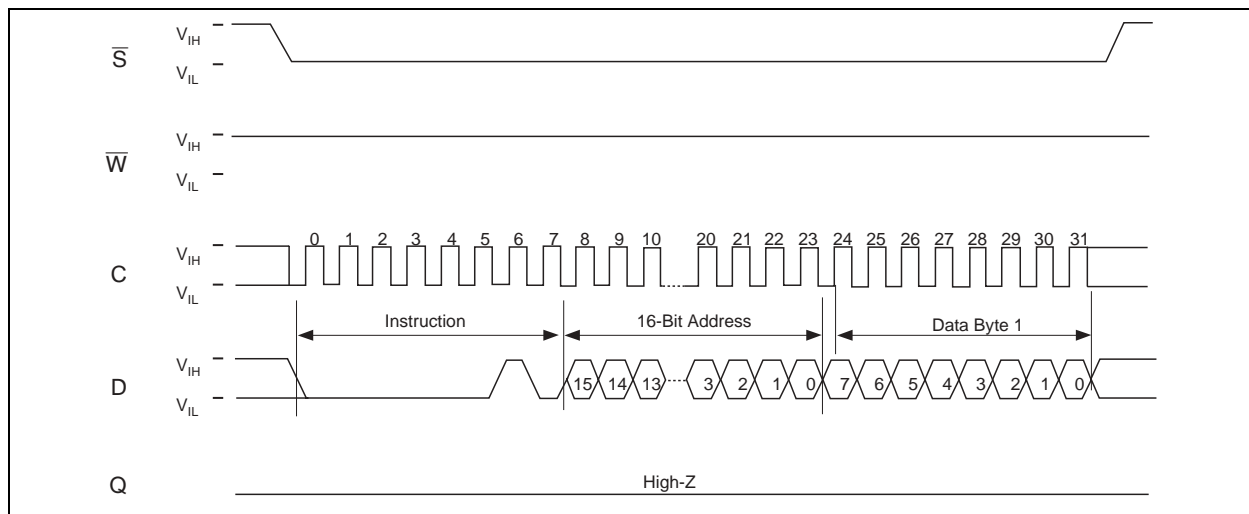 S
V_IH
V_IL
W
V_IH
V_IL
0 1 2 3 4 5 6 7 8 9 10 20 21 22 23 24 25 26 27 28 29 30 31
C
V_IH
V_IL
Instruction 16-Bit Address Data Byte 1
D
V_IH
V_IL
15 14 13 3 2 1 0 7 6 5 4 3 2 1 0
Q
High-Z